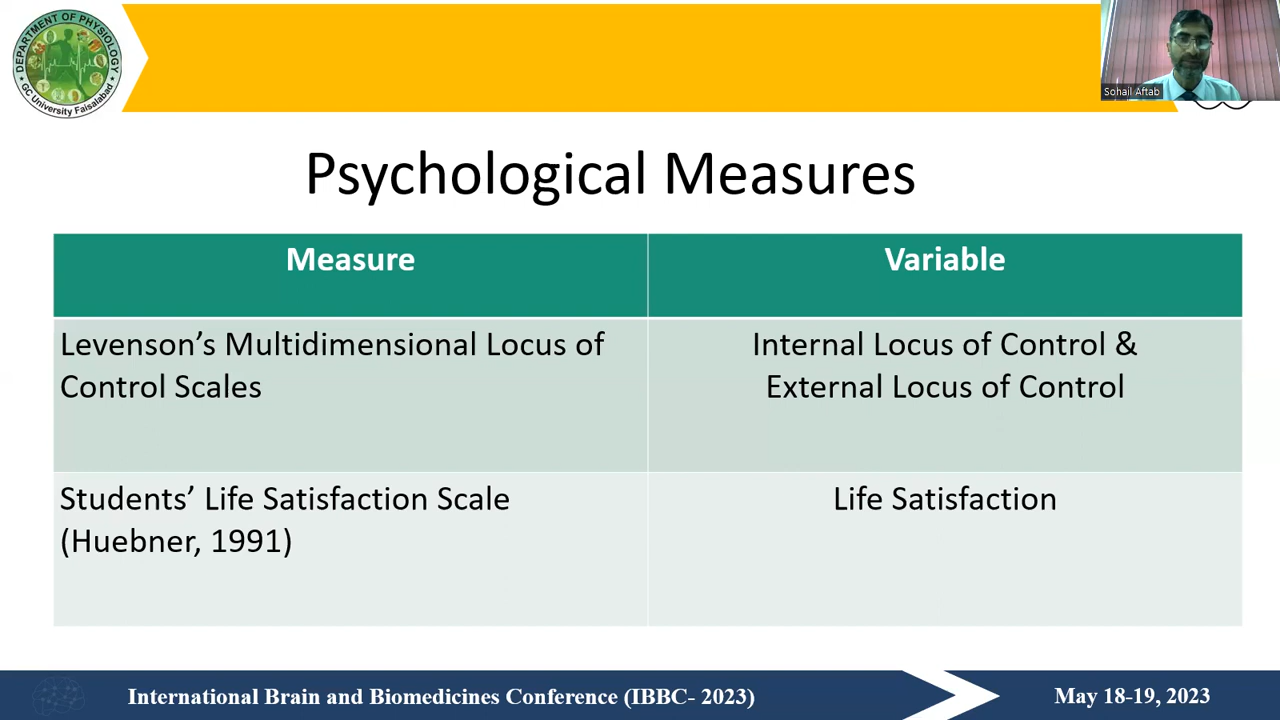 DEPARTMENT OF PHYSIOLOGY
GC University Faisalabad
Sohail Aftab
Psychological Measures
Measure
Variable
Levenson’s Multidimensional Locus of
Control Scales
Internal Locus of Control &
External Locus of Control
Students’ Life Satisfaction Scale
(Huebner, 1991)
Life Satisfaction
International Brain and Biomedicines Conference (IBBC- 2023)
May 18-19, 2023